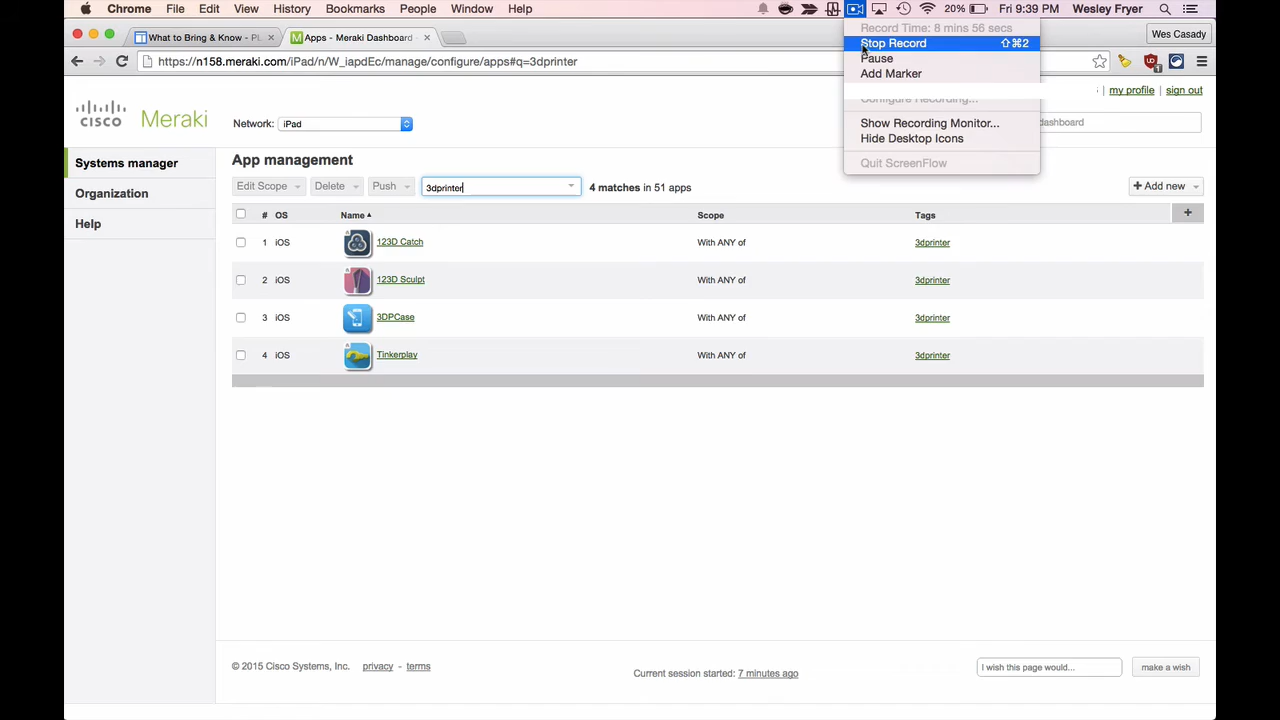 Chrome File Edit View History Bookmarks People Window Help 20% Fri 9:39 PM Wesley Fryer
Record Time: 8 mins 56 secs
Stop Record ⇧⌘2
Pause
Add Marker
Configure Recording...
Show Recording Monitor...
Hide Desktop Icons
Quit ScreenFlow
What to Bring & Know - PL × Apps - Meraki Dashboard × Wes Casady
https://n158.meraki.com/iPad/n/W_iapdEc/manage/configure/apps#q=3dprinter
my profile | sign out
cisco Meraki Network: iPad dashboard
Systems manager
Organization
Help
App management
Edit Scope Delete Push 3dprinter 4 matches in 51 apps + Add new
# OS Name ▲ Scope Tags +
1 iOS 123D Catch With ANY of 3dprinter
2 iOS 123D Sculpt With ANY of 3dprinter
3 iOS 3DPCase With ANY of 3dprinter
4 iOS Tinkerplay With ANY of 3dprinter
© 2015 Cisco Systems, Inc. privacy - terms
Current session started: 7 minutes ago
I wish this page would... make a wish